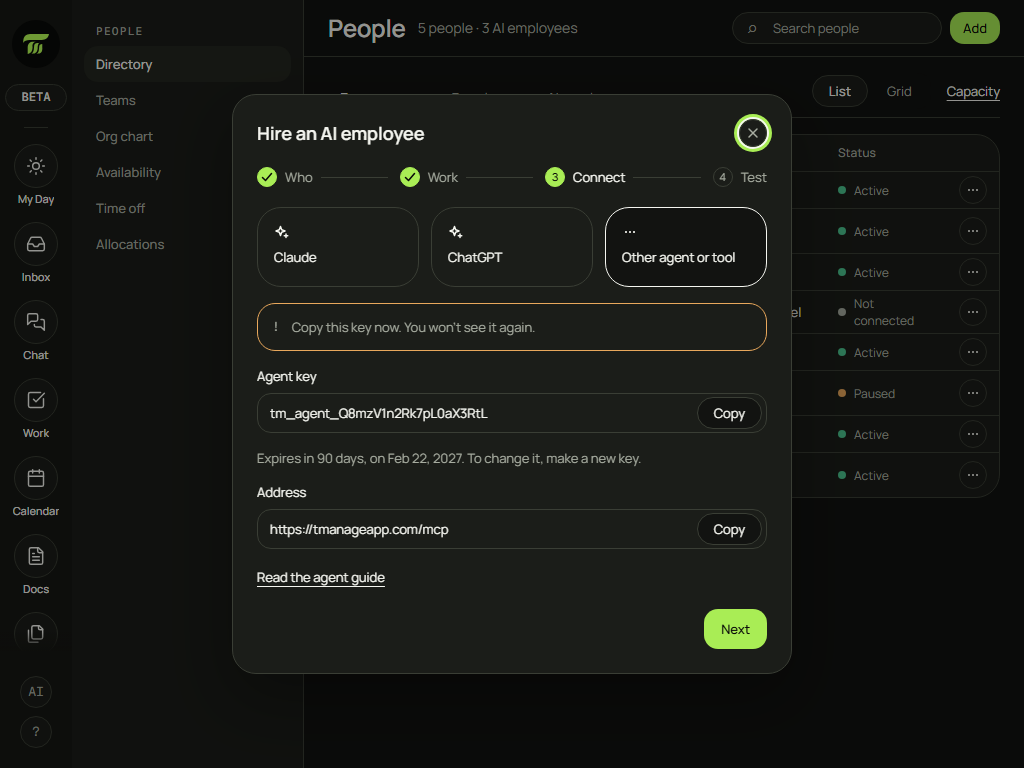 PEOPLE
People
5 people · 3 AI employees
Search people
Add
Directory
BETA
List
Grid
Capacity
Teams
Org chart
Availability
Time off
Allocations
My Day
Inbox
Chat
Work
Calendar
Docs
AI
?
Hire an AI employee
Who
Work
3
Connect
4
Test
Claude
ChatGPT
Other agent or tool
! Copy this key now. You won't see it again.
Agent key
tm_agent_Q8mzV1n2Rk7pL0aX3RtL
Copy
Expires in 90 days, on Feb 22, 2027. To change it, make a new key.
Address
https://tmanageapp.com/mcp
Copy
Read the agent guide
Next
Status
Active
Active
Active
el
Not
connected
Active
Paused
Active
Active